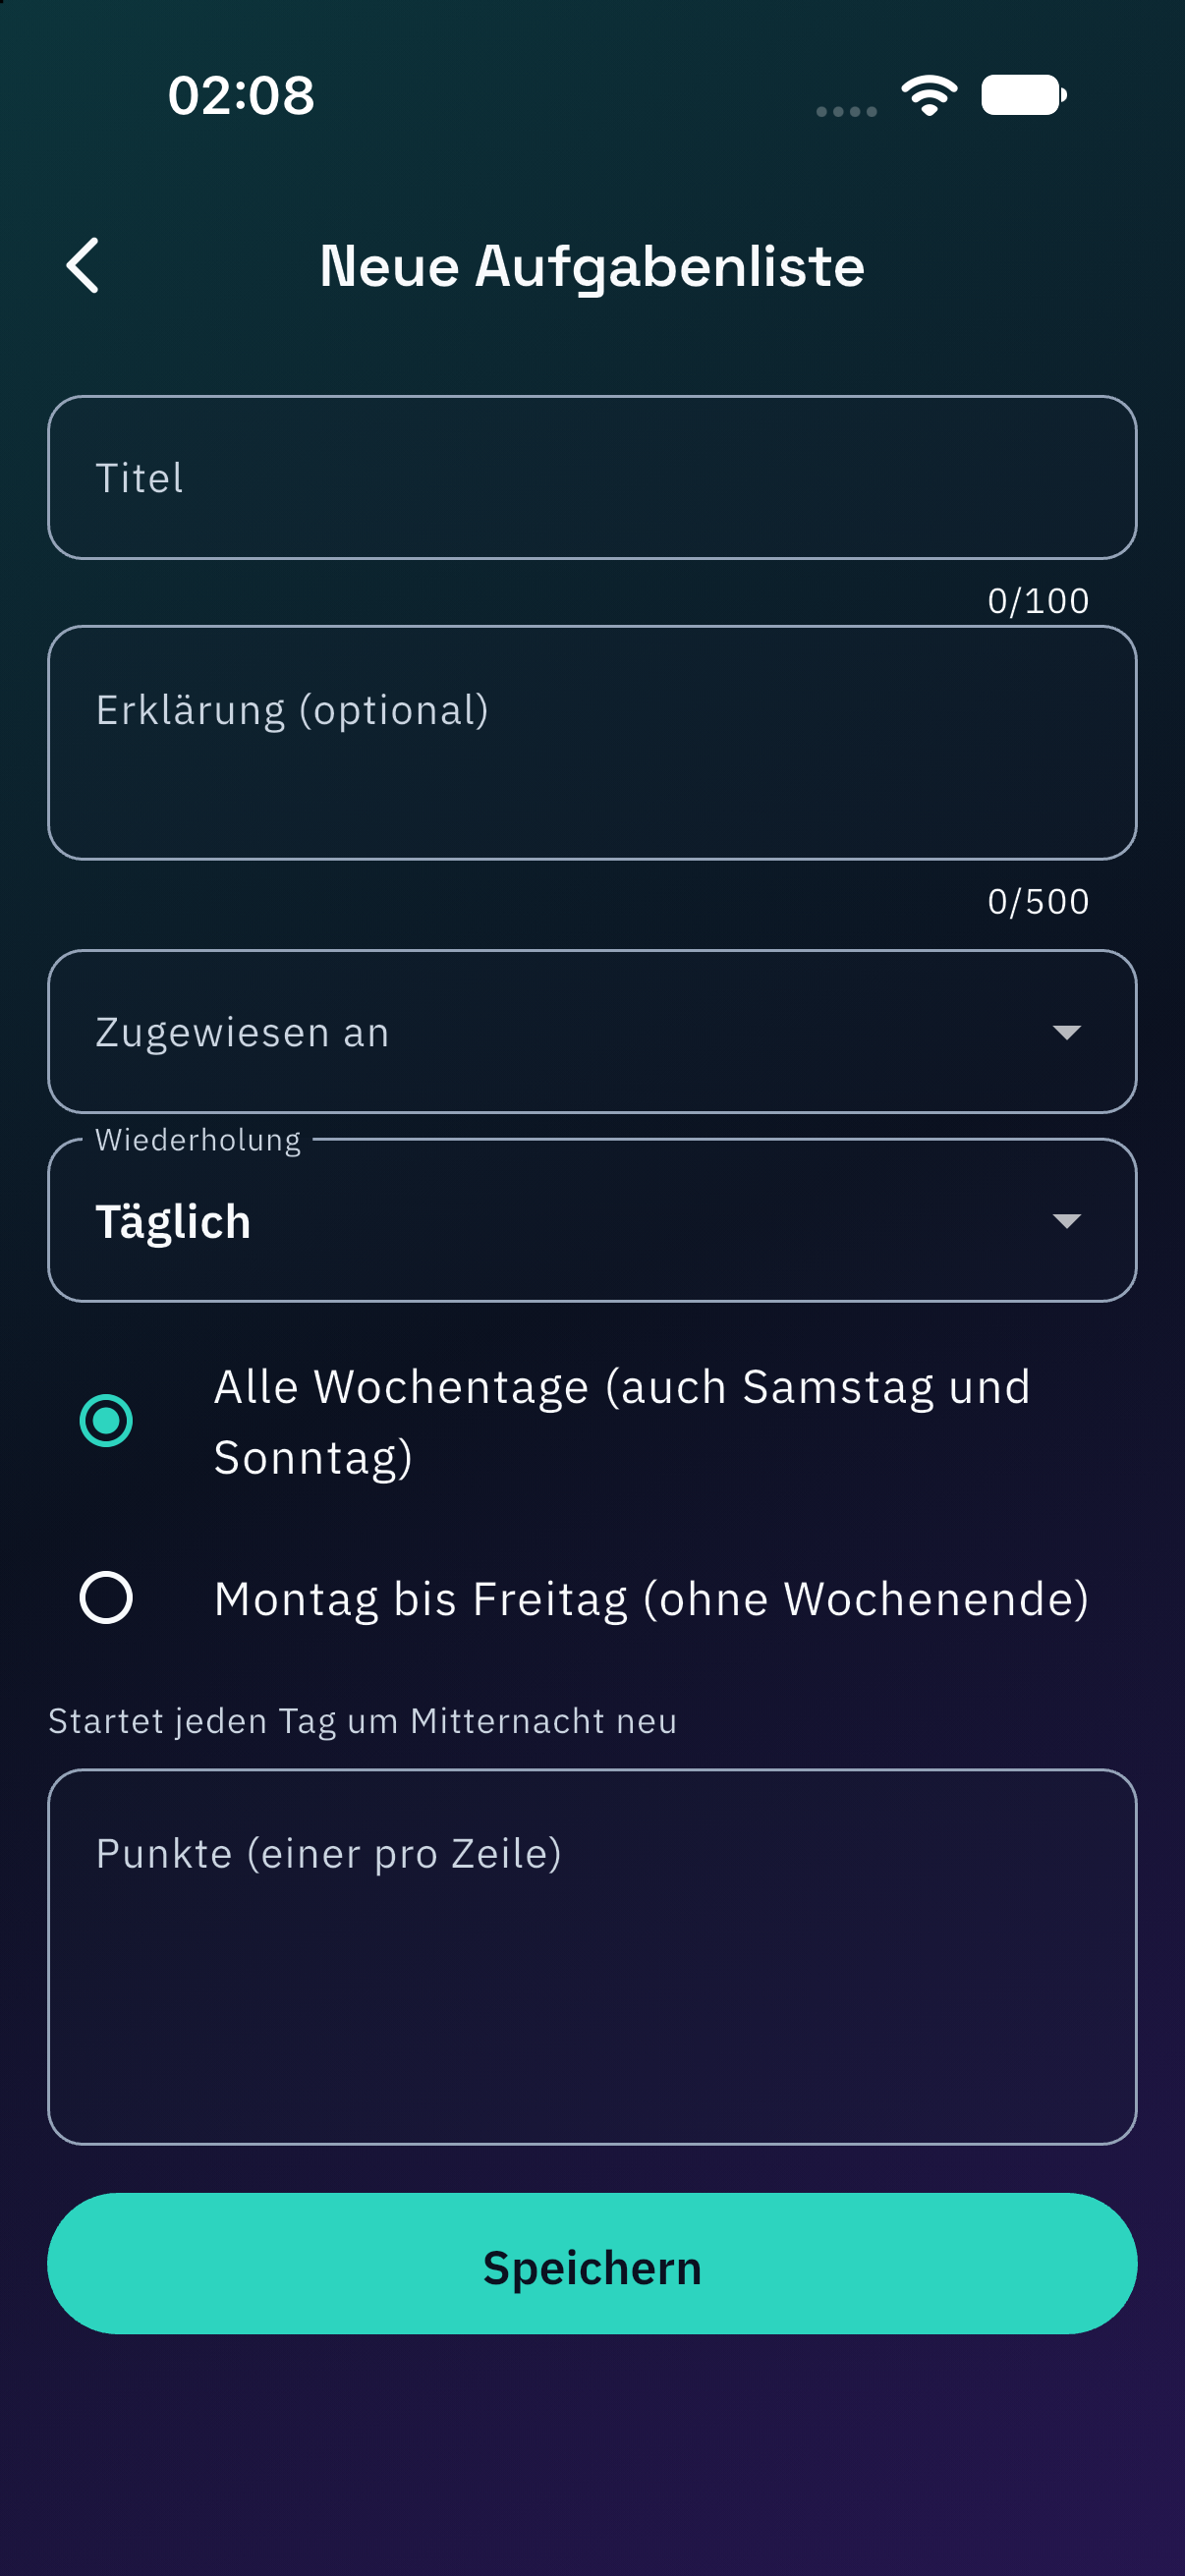 02:08
Neue Aufgabenliste
Titel
0/100
Erklärung (optional)
0/500
Zugewiesen an
Wiederholung
Täglich
Alle Wochentage (auch Samstag und
Sonntag)
Montag bis Freitag (ohne Wochenende)
Startet jeden Tag um Mitternacht neu
Punkte (einer pro Zeile)
Speichern